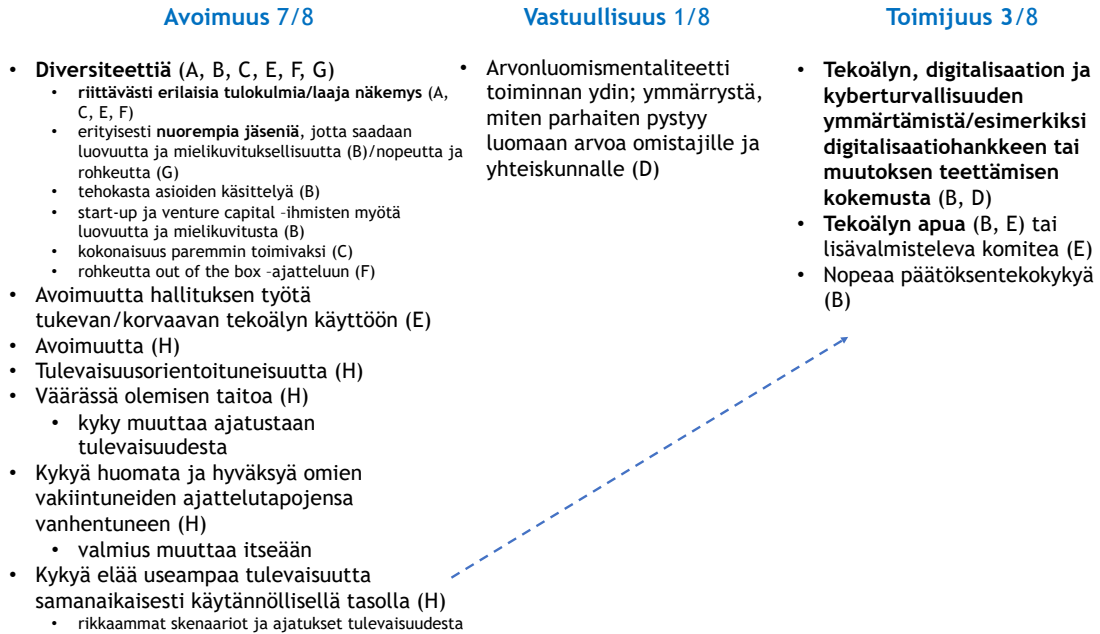 Avoimuus 7/8
• Diversiteettiä (A, B, C, E, F, G)
• riittävästi erilaisia tulokulmia/laaja näkemys (A,
C, E, F)
• erityisesti nuorempia jäseniä, jotta saadaan
luovuutta ja mielikuvituksellisuutta (B)/nopeutta ja
rohkeutta (G)
• tehokasta asioiden käsittelyä (B)
• start-up ja venture capital –ihmisten myötä
luovuutta ja mielikuvitusta (B)
• kokonaisuus paremmin toimivaksi (C)
• rohkeutta out of the box –ajatteluun (F)
• Avoimuutta hallituksen työtä
tukevan/korvaavan tekoälyn käyttöön (E)
• Avoimuutta (H)
• Tulevaisuusorientoituneisuutta (H)
• Väärässä olemisen taitoa (H)
• kyky muuttaa ajatustaan
tulevaisuudesta
• Kykyä huomata ja hyväksyä omien
vakiintuneiden ajattelutapojensa
vanhentuneen (H)
• valmius muuttaa itseään
• Kykyä elää useampaa tulevaisuutta
samanaikaisesti käytännöllisellä tasolla (H)
• rikkaammat skenaariot ja ajatukset tulevaisuudesta
Vastuullisuus 1/8
• Arvonluomismentaliteetti
toiminnan ydin; ymmärrystä,
miten parhaiten pystyy
luomaan arvoa omistajille ja
yhteiskunnalle (D)
Toimijuus 3/8
• Tekoälyn, digitalisaation ja
kyberturvallisuuden
ymmärtämistä/esimerkiksi
digitalisaatiohankkeen tai
muutoksen teettämisen
kokemusta (B, D)
• Tekoälyn apua (B, E) tai
lisävalmisteleva komitea (E)
• Nopeaa päätöksentekokykyä
(B)